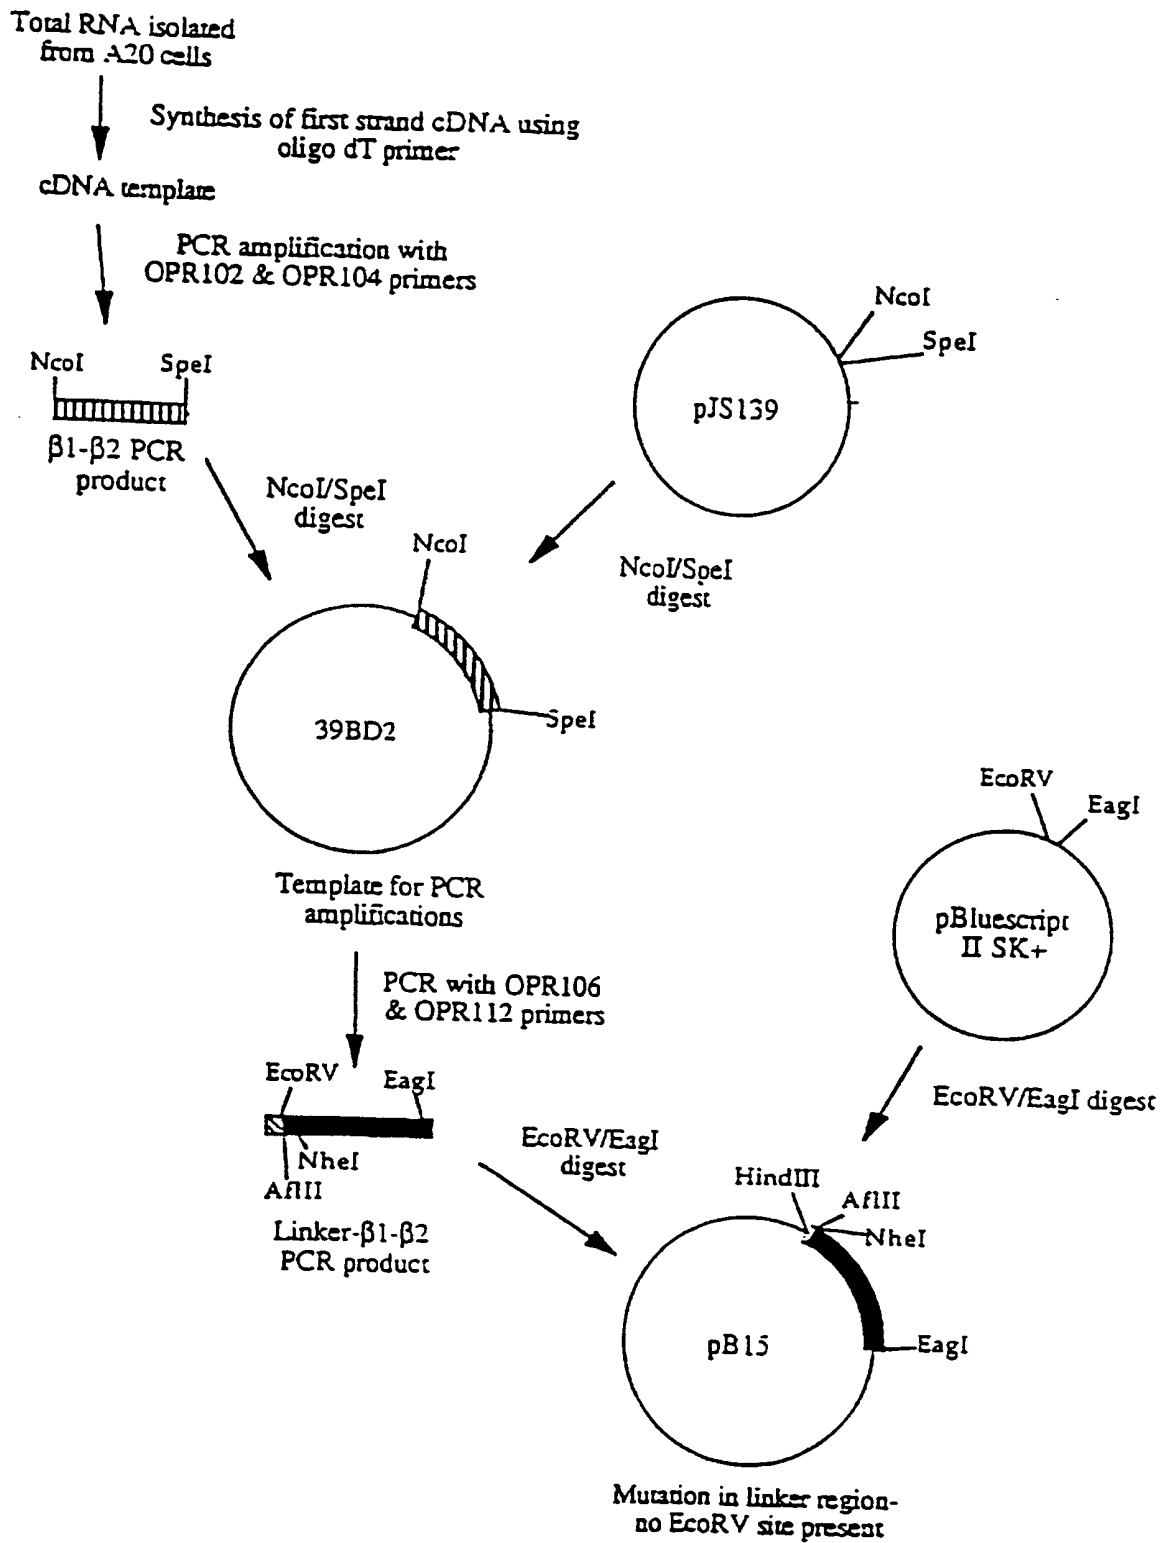 Total RNA isolated
from A20 cells
Synthesis of first strand cDNA using
oligo dT primer
cDNA template
PCR amplification with
OPR102 & OPR104 primers
NcoI
SpeI
β1-β2 PCR
product
NcoI/SpeI
digest
NcoI
SpeI
pJS139
NcoI/SpeI
digest
NcoI
SpeI
39BD2
Template for PCR
amplifications
PCR with OPR106
& OPR112 primers
EcoRV
EagI
pBluescript
II SK+
EcoRV/EagI digest
EcoRV
EagI
NheI
AflII
Linker-β1-β2
PCR product
EcoRV/EagI
digest
HindIII
AflII
NheI
EagI
pB15
Mutation in linker region-
no EcoRV site present